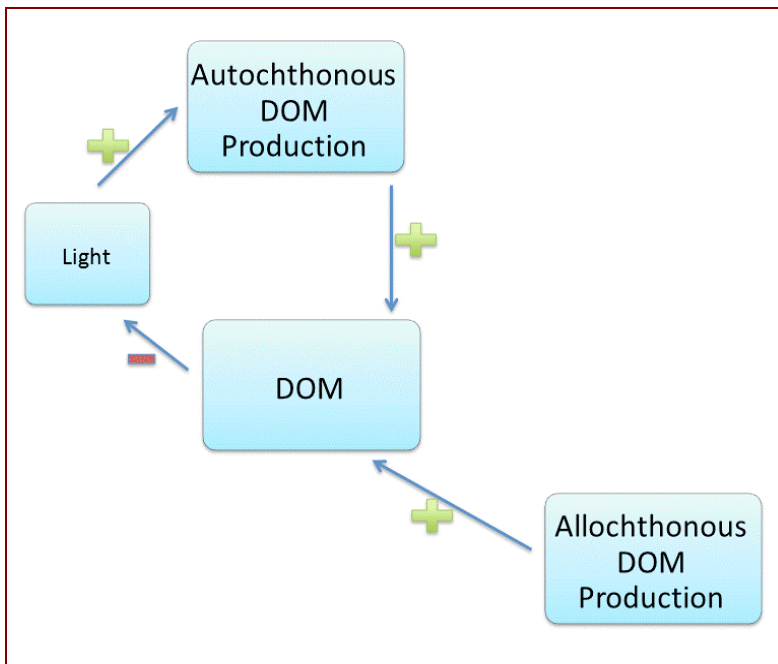 Autochthonous
DOM
Production
Light
DOM
Allochthonous
DOM
Production